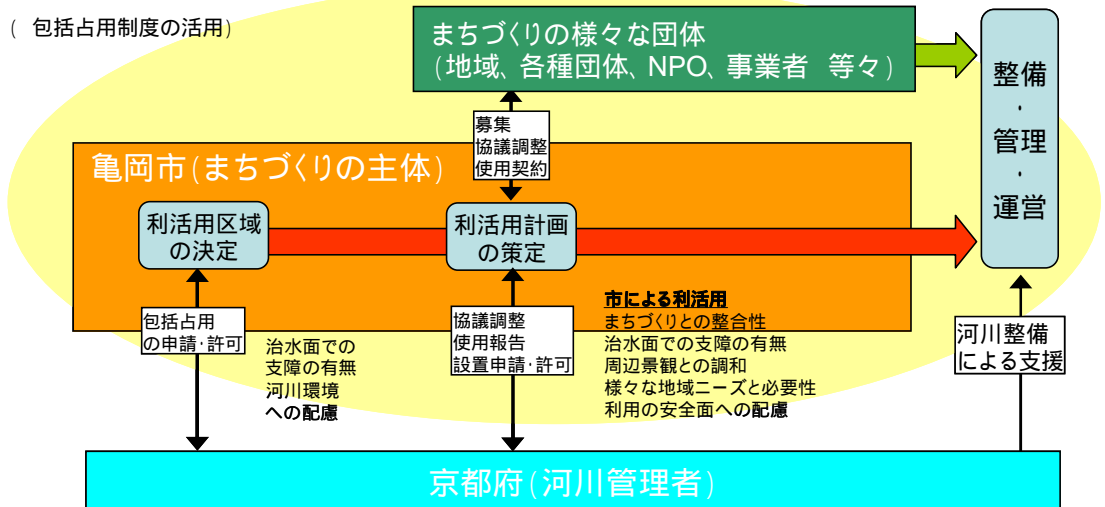 ( 包括占用制度の活用)
まちづくりの様々な団体
(地域、各種団体、NPO、事業者 等々)
整備
・
管理
・
運営
募集
協議調整
使用契約
亀岡市(まちづくりの主体)
利活用区域
の決定
利活用計画
の策定
包括占用
の申請・許可
治水面での
支障の有無
河川環境
への配慮
協議調整
使用報告
設置申請・許可
市による利活用
まちづくりとの整合性
治水面での支障の有無
周辺景観との調和
様々な地域ニーズと必要性
利用の安全面への配慮
河川整備
による支援
京都府(河川管理者)